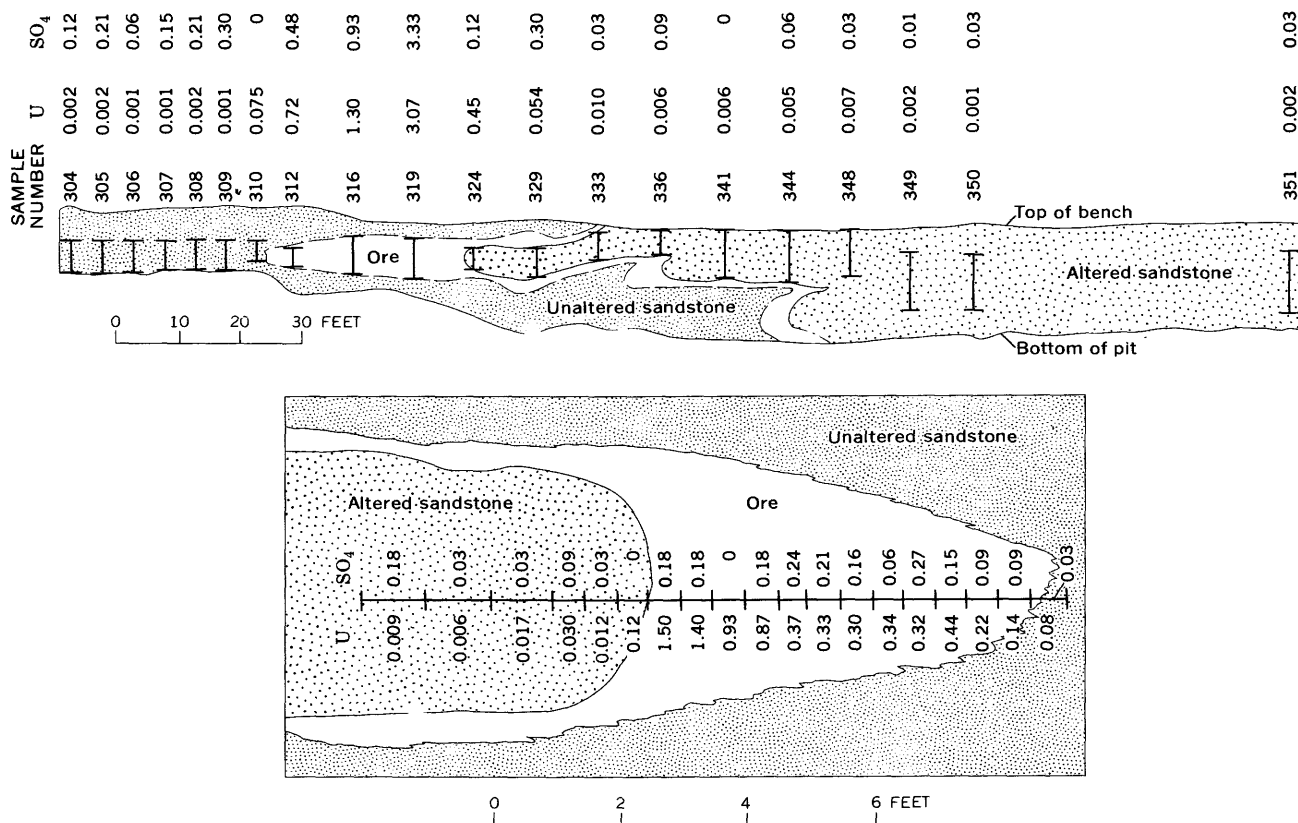 SO4 0.12 0.21 0.06 0.15 0.21 0.30 0 0.48 0.93 3.33 0.12 0.30 0.03 0.09 0 0.06 0.03 0.01 0.03 0.03
U 0.002 0.002 0.001 0.001 0.002 0.001 0.075 0.72 1.30 3.07 0.45 0.054 0.010 0.006 0.006 0.005 0.007 0.002 0.001 0.002
SAMPLE
NUMBER 304 305 306 307 308 309 310 312 316 319 324 329 333 336 341 344 348 349 350 351
Top of bench
Ore
Altered sandstone
Unaltered sandstone
0 10 20 30 FEET
Bottom of pit
Unaltered sandstone
Altered sandstone
Ore
SO4 0.18 0.03 0.03 0.09 0.03 0 0.18 0.18 0 0.18 0.24 0.21 0.16 0.06 0.27 0.15 0.09 0.09 0.03
U 0.009 0.006 0.017 0.030 0.012 0.12 1.50 1.40 0.93 0.87 0.37 0.33 0.30 0.34 0.32 0.44 0.22 0.14 0.08
0 2 4 6 FEET